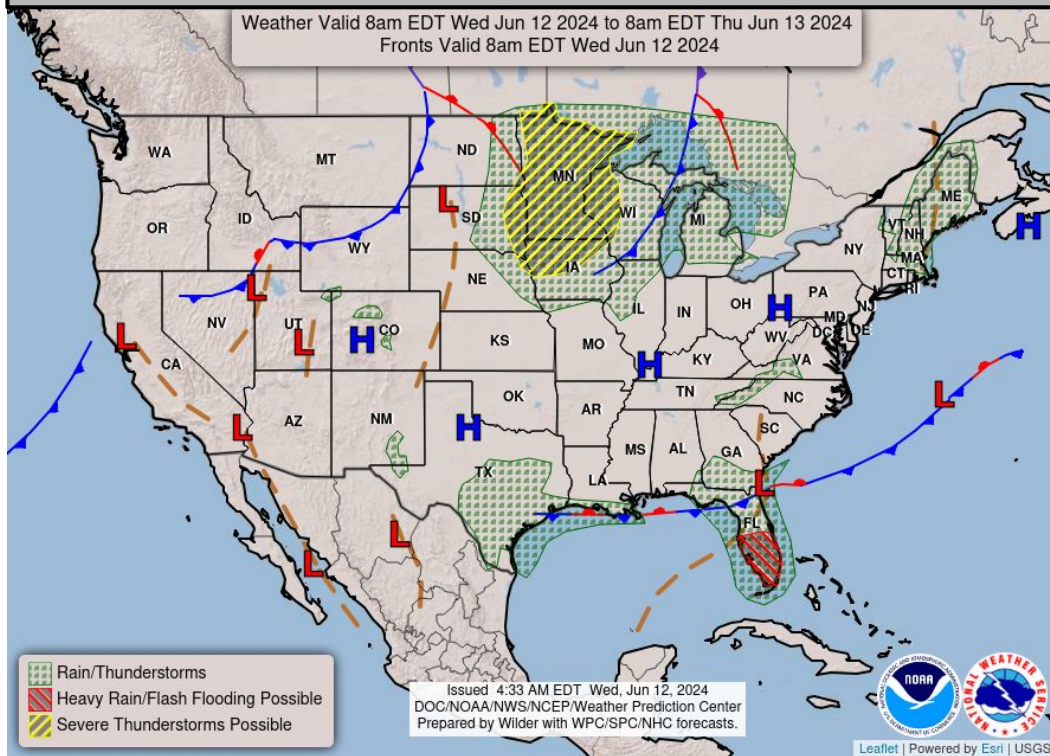 Weather Valid 8am EDT Wed Jun 12 2024 to 8am EDT Thu Jun 13 2024
Fronts Valid 8am EDT Wed Jun 12 2024
WA
MT
ND
MN
ME
L
SD
WI
MI
VT
NH
H
OR
ID
WY
NY
MA
CT
RI
L
NE
IA
PA
NJ
H
NV
UT
L
H
CO
IL
IN
OH
MD
DE
DC
WV
L
CA
KS
MO
H
KY
VA
L
AZ
NM
H
OK
AR
TN
NC
L
SC
TX
LA
MS
AL
GA
L
L
FL
L
Rain/Thunderstorms
Heavy Rain/Flash Flooding Possible
Severe Thunderstorms Possible
Issued 4:33 AM EDT Wed, Jun 12, 2024
DOC/NOAA/NWS/NCEP/Weather Prediction Center
Prepared by Wilder with WPC/SPC/NHC forecasts.
NOAA
NATIONAL WEATHER SERVICE
Leaflet | Powered by Esri | USGS